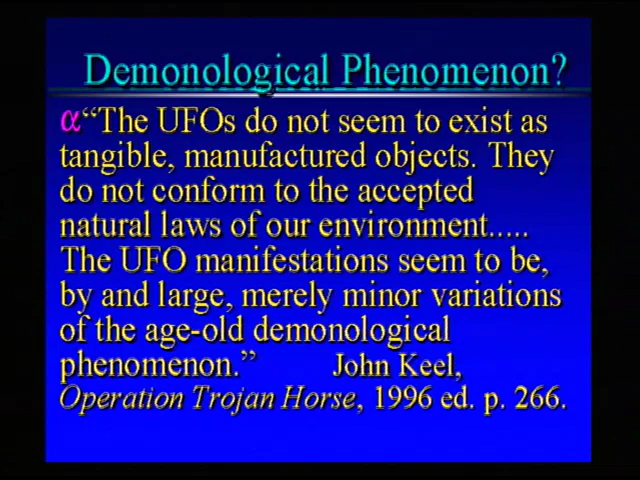 Demonological Phenomenon?
α“The UFOs do not seem to exist as
tangible, manufactured objects. They
do not conform to the accepted
natural laws of our environment.....
The UFO manifestations seem to be,
by and large, merely minor variations
of the age-old demonological
phenomenon.” John Keel,
Operation Trojan Horse, 1996 ed. p. 266.